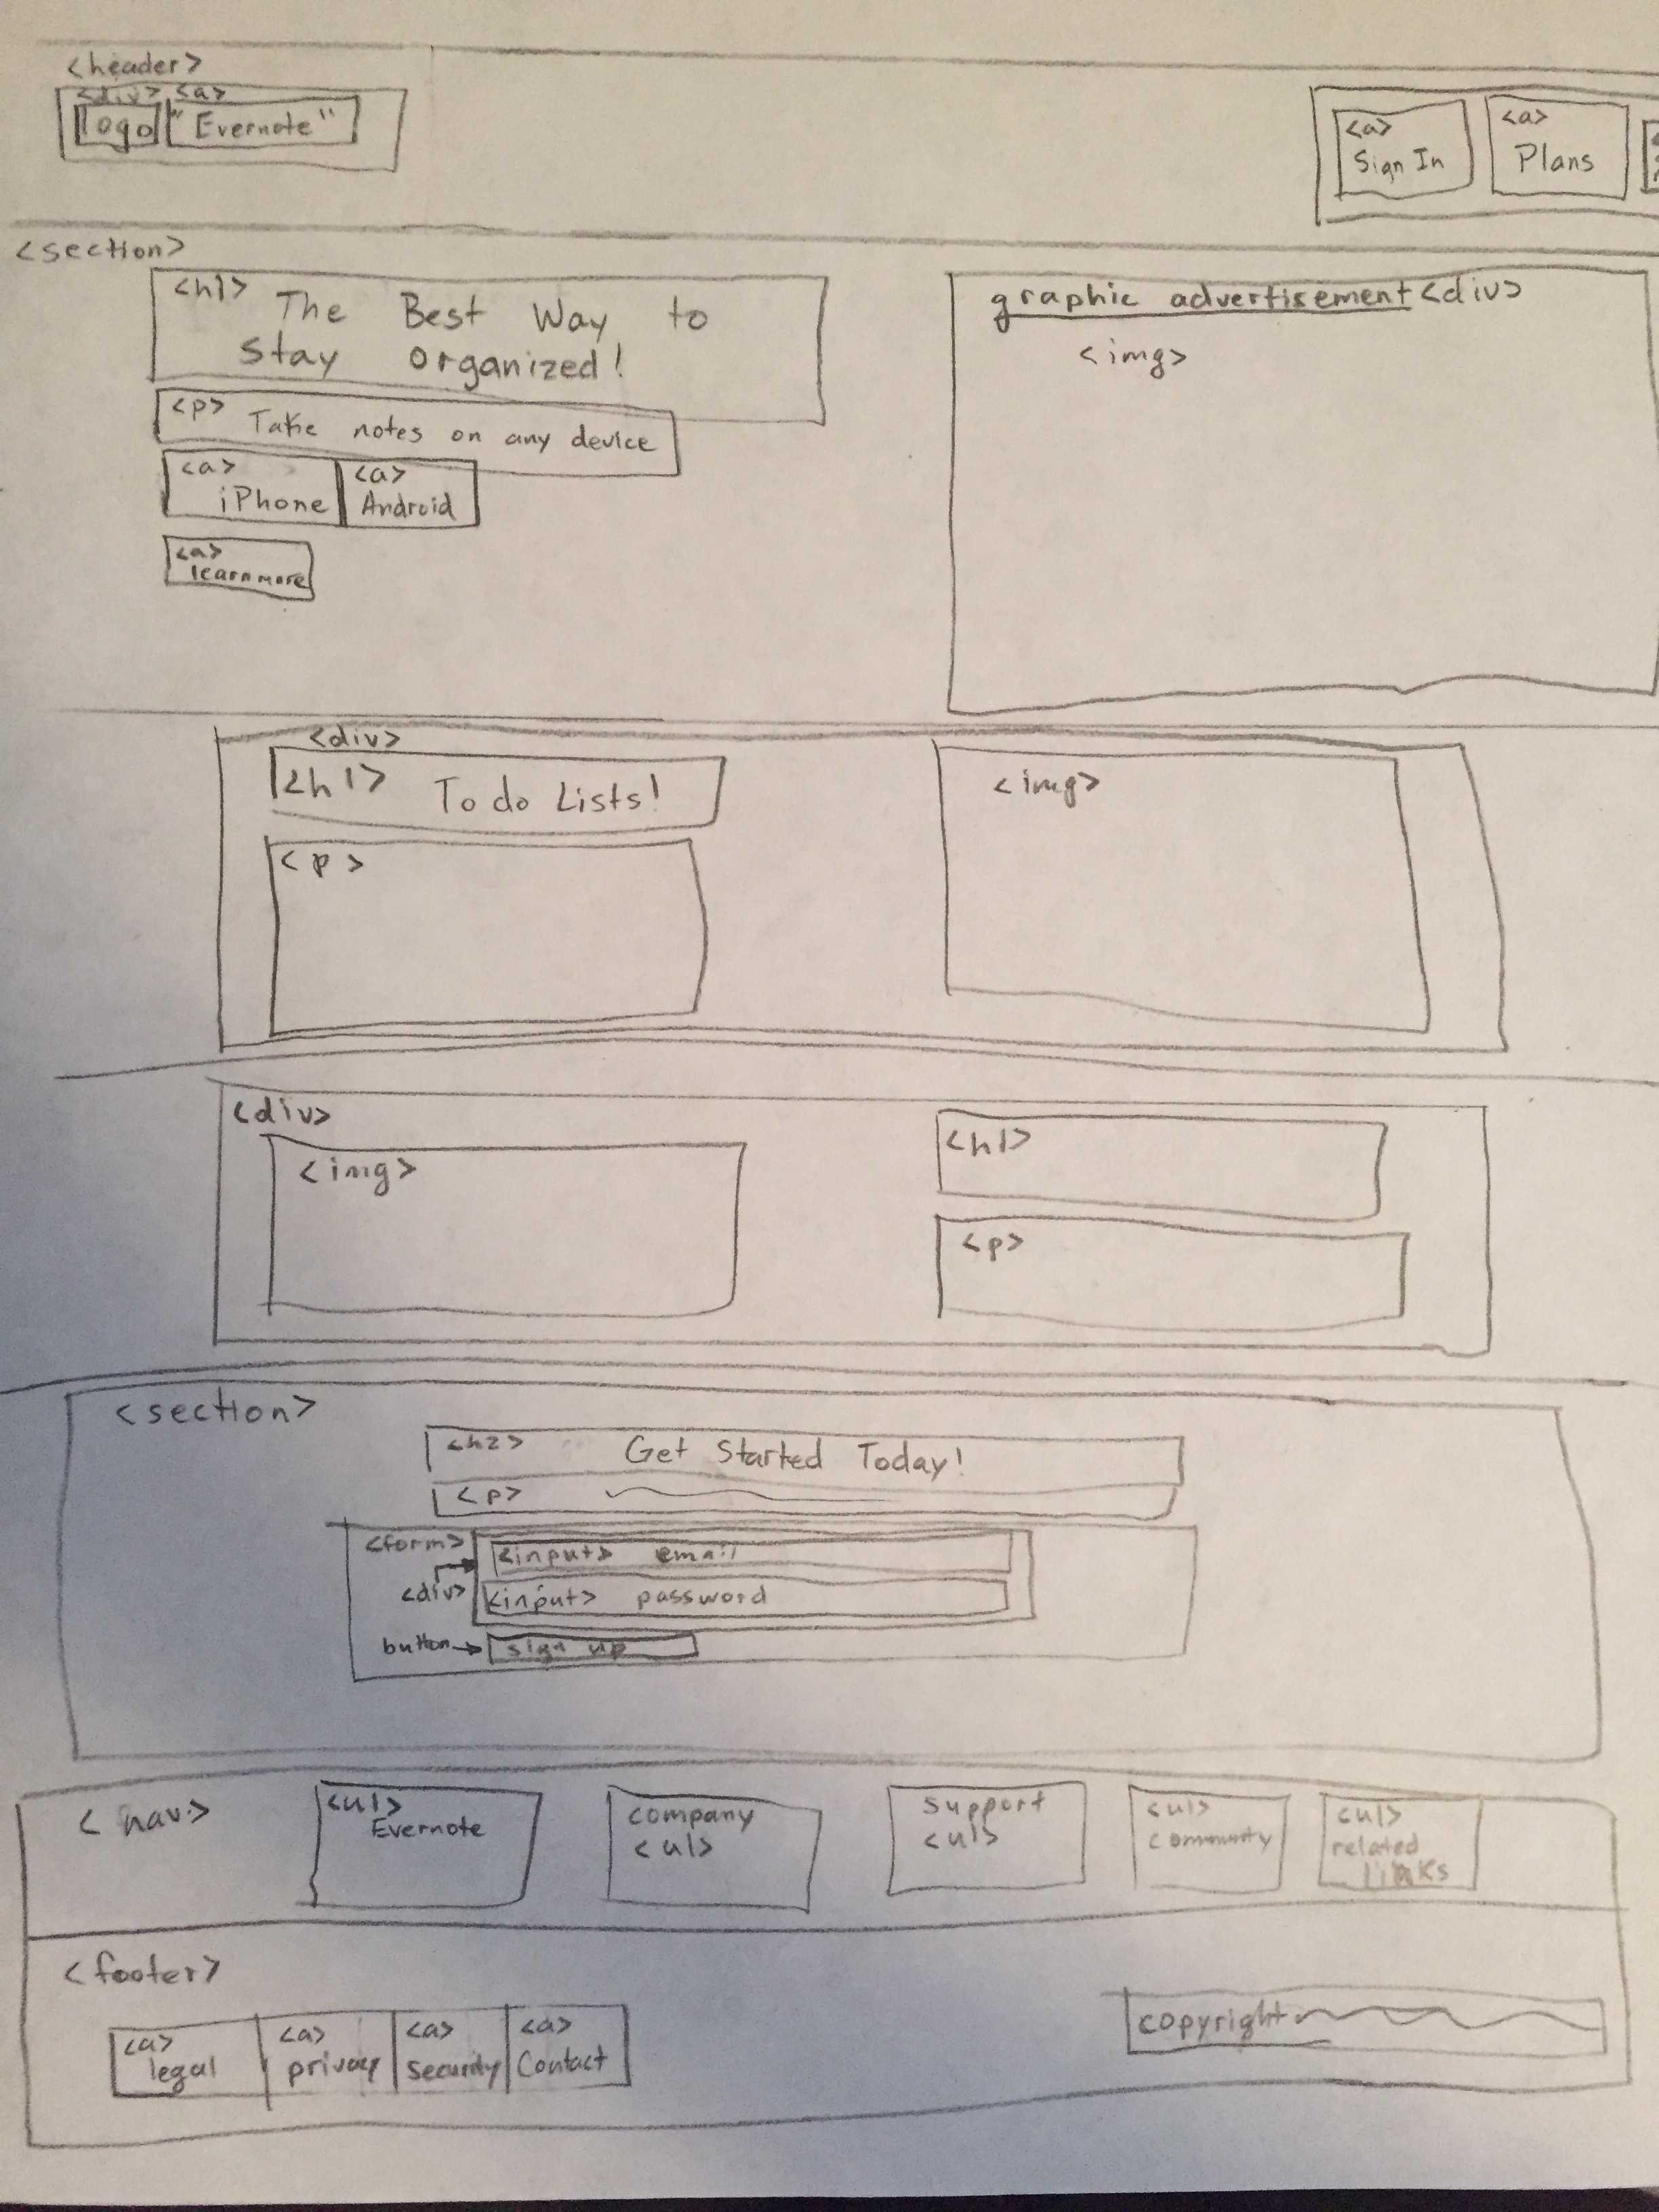 <header>
<div> <a>
logo "Evernote"
<a> Sign In
<a> Plans
<section>
<h1> The Best Way to
Stay Organized!
<p> Take notes on any device
<a> iPhone
<a> Android
<a> learn more
graphic advertisement <div>
<img>
<div>
<h1> To do Lists!
<p>
<img>
<div>
<img>
<h1>
<p>
<section>
<h2> Get Started Today!
<p>
<form>
<input> email
<div>
<input> password
button
sign up
<nav>
<ul>
Evernote
company
<ul>
support
<ul>
<ul>
community
<ul>
related
links
<footer>
<a>
legal
<a>
privacy
<a>
security
<a>
Contact
copyright